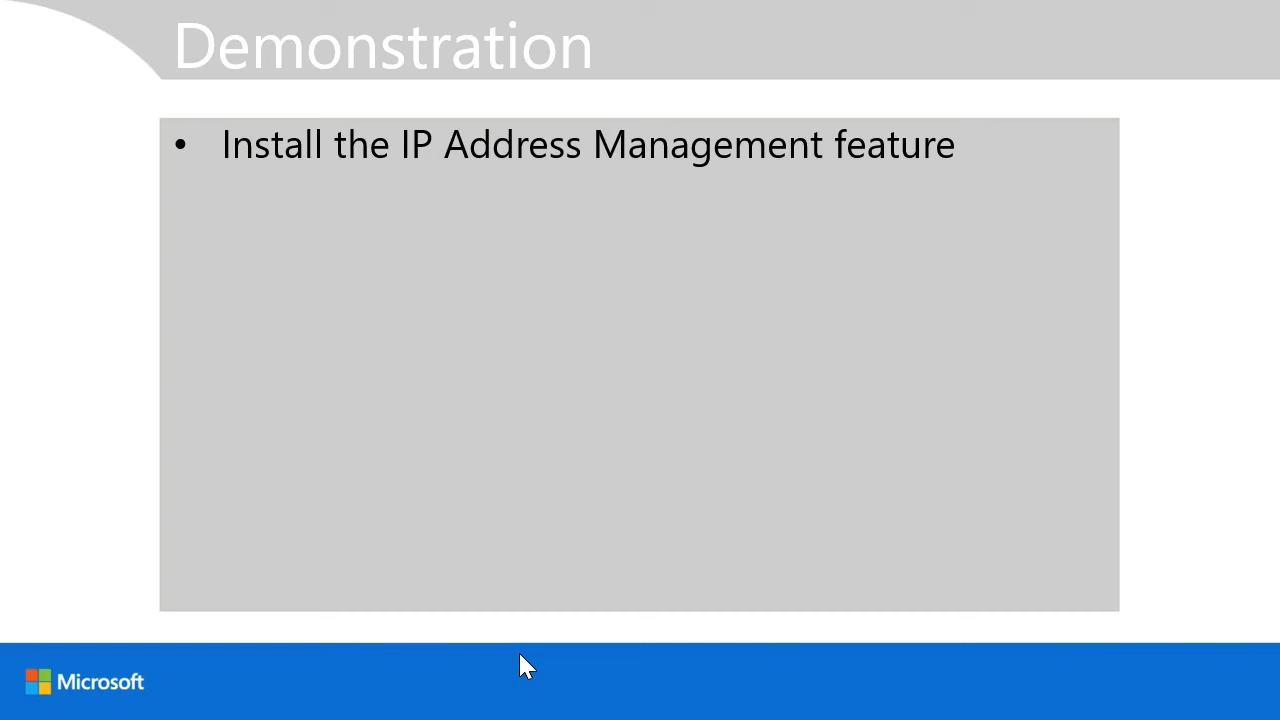 Demonstration
• Install the IP Address Management feature
Microsoft